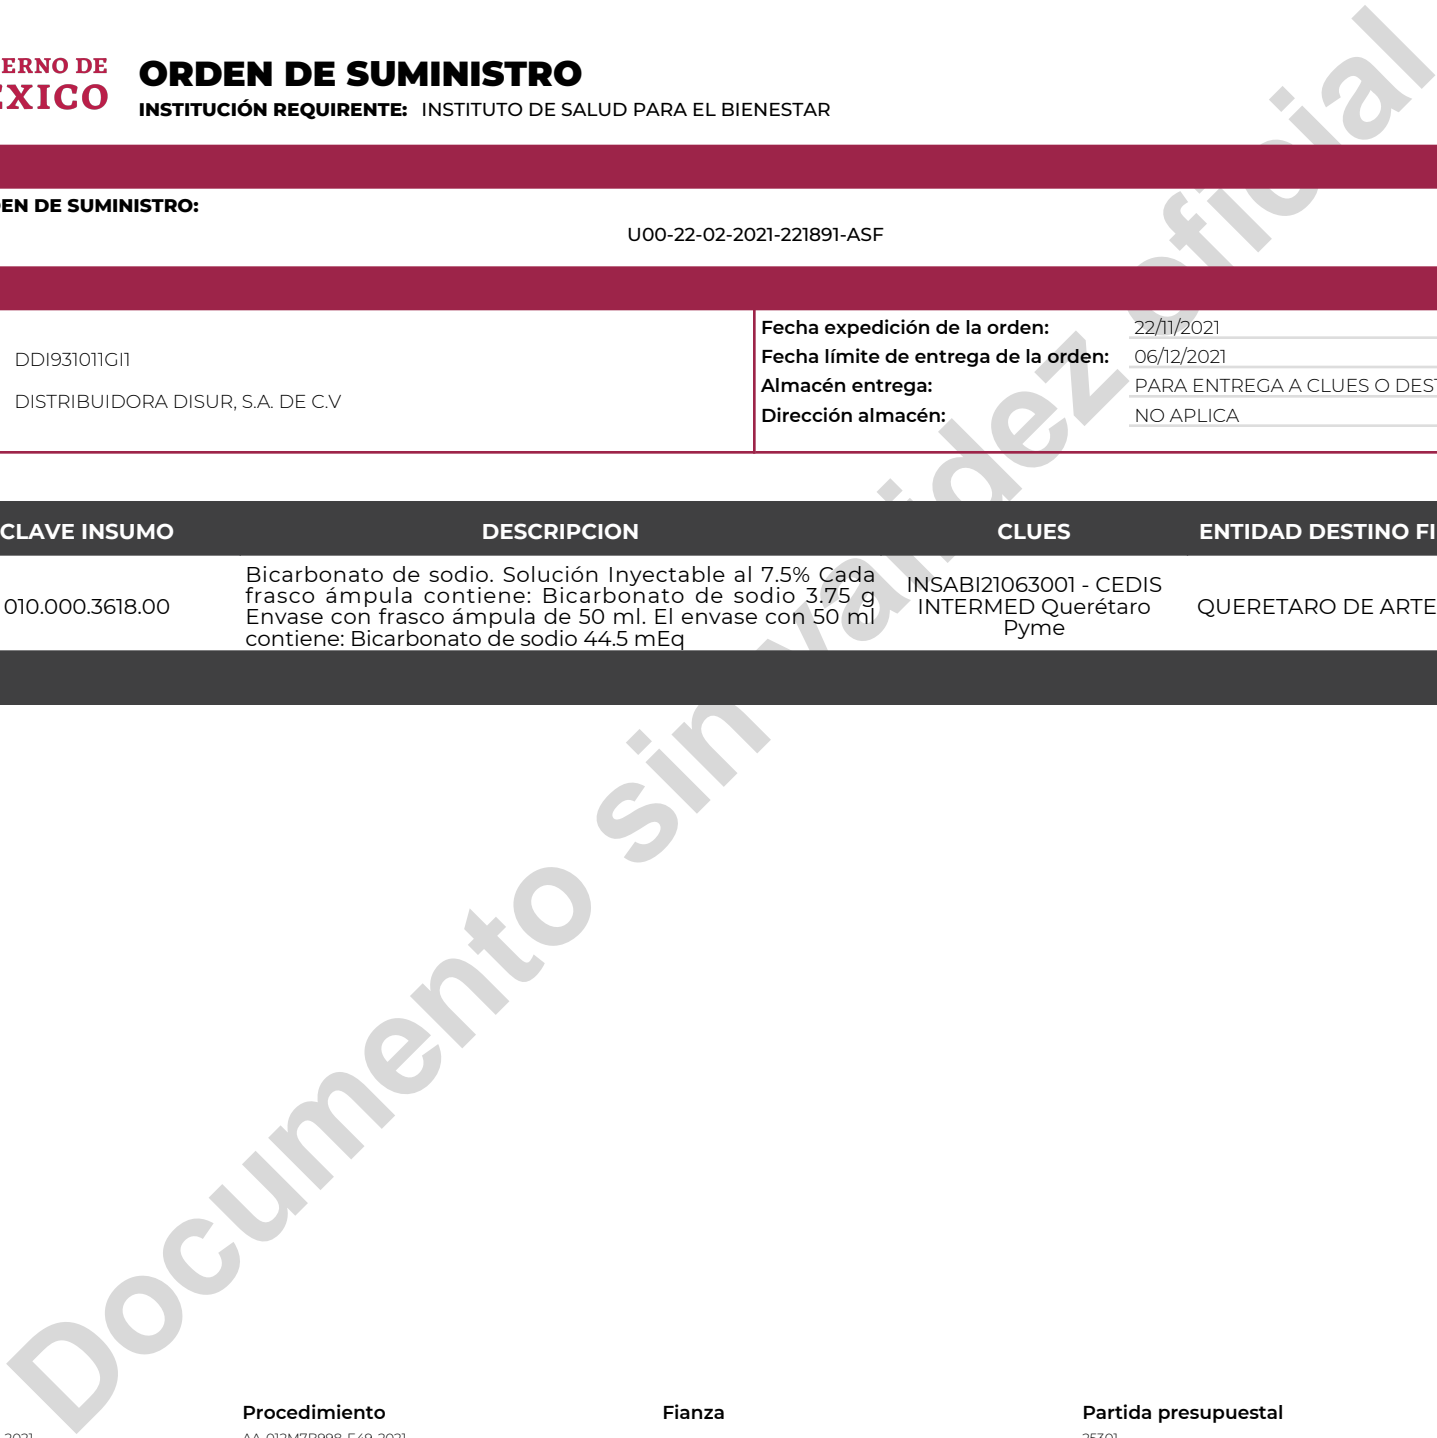 ERNO DE
ÉXICO
ORDEN DE SUMINISTRO
INSTITUCIÓN REQUIRENTE: INSTITUTO DE SALUD PARA EL BIENESTAR
EN DE SUMINISTRO:
U00-22-02-2021-221891-ASF
DDI931011GI1
DISTRIBUIDORA DISUR, S.A. DE C.V
Fecha expedición de la orden: 22/11/2021
Fecha límite de entrega de la orden: 06/12/2021
Almacén entrega: PARA ENTREGA A CLUES O DEST
Dirección almacén: NO APLICA
CLAVE INSUMO DESCRIPCION CLUES ENTIDAD DESTINO FI
010.000.3618.00
Bicarbonato de sodio. Solución Inyectable al 7.5% Cada
frasco ámpula contiene: Bicarbonato de sodio 3.75 g
Envase con frasco ámpula de 50 ml. El envase con 50 ml
contiene: Bicarbonato de sodio 44.5 mEq
INSABI21063001 - CEDIS
INTERMED Querétaro
Pyme
QUERETARO DE ARTE
Documento sin validez oficial
Procedimiento Fianza Partida presupuestal